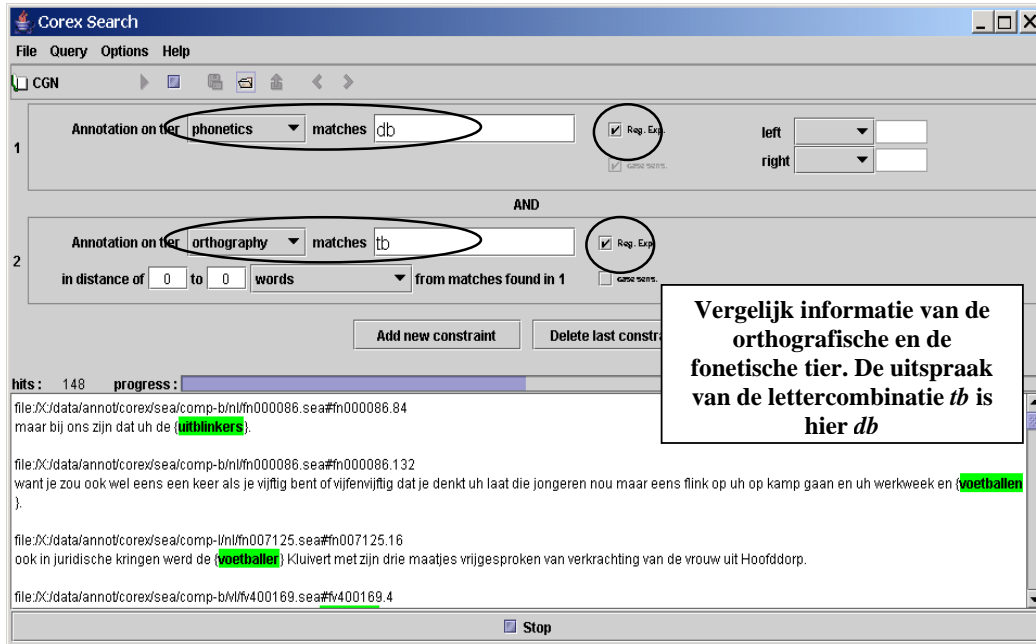 Corex Search
File Query Options Help
CGN
Annotation on tier phonetics matches db Reg. Exp. left
1
case sens. right
AND
Annotation on tier orthography matches tb Reg. Exp.
2
in distance of 0 to 0 words from matches found in 1 case sens.
Add new constraint Delete last constra
Vergelijk informatie van de
orthografische en de
fonetische tier. De uitspraak
van de lettercombinatie tb is
hier db
hits : 148 progress :
file:/X:/data/annot/corex/sea/comp-b/nl/fn000086.sea#fn000086.84
maar bij ons zijn dat uh de {uitblinkers}.
file:/X:/data/annot/corex/sea/comp-b/nl/fn000086.sea#fn000086.132
want je zou ook wel eens een keer als je vijftig bent of vijfenvijftig dat je denkt uh laat die jongeren nou maar eens flink op uh op kamp gaan en uh werkweek en {voetballen
}.
file:/X:/data/annot/corex/sea/comp-l/nl/fn007125.sea#fn007125.16
ook in juridische kringen werd de {voetballer} Kluivert met zijn drie maatjes vrijgesproken van verkrachting van de vrouw uit Hoofddorp.
file:/X:/data/annot/corex/sea/comp-b/vl/fv400169.sea#fv400169.4
Stop